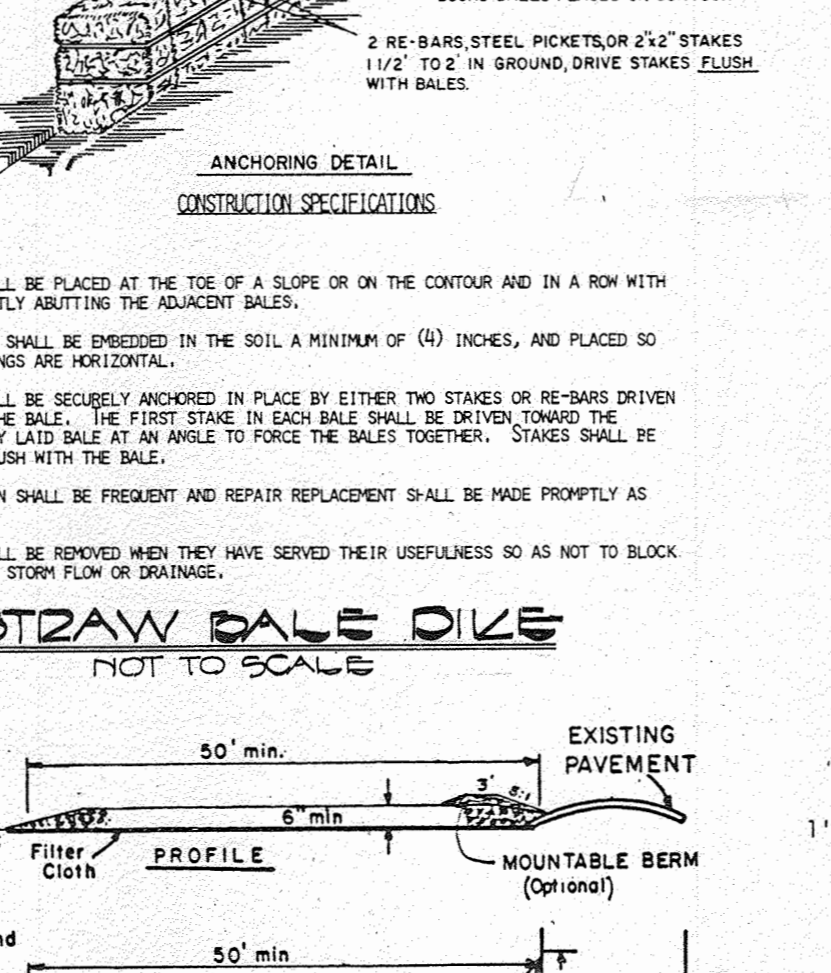 2 RE-BARS, STEEL PICKETS, OR 2"x2" STAKES
1 1/2' TO 2' IN GROUND, DRIVE STAKES FLUSH
WITH BALES.
ANCHORING DETAIL
CONSTRUCTION SPECIFICATIONS
BE PLACED AT THE TOE OF A SLOPE OR ON THE CONTOUR AND IN A ROW WITH
ABUTTING THE ADJACENT BALES.
SHALL BE EMBEDDED IN THE SOIL A MINIMUM OF (4) INCHES, AND PLACED SO
ARE HORIZONTAL.
BE SECURELY ANCHORED IN PLACE BY EITHER TWO STAKES OR RE-BARS DRIVEN
BALE. THE FIRST STAKE IN EACH BALE SHALL BE DRIVEN TOWARD THE
LAID BALE AT AN ANGLE TO FORCE THE BALES TOGETHER. STAKES SHALL BE
WITH THE BALE.
SHALL BE FREQUENT AND REPAIR REPLACEMENT SHALL BE MADE PROMPTLY AS
BE REMOVED WHEN THEY HAVE SERVED THEIR USEFULNESS SO AS NOT TO BLOCK
STORM FLOW OR DRAINAGE.
STRAW BALE DIKE
NOT TO SCALE
50' min.
EXISTING
PAVEMENT
3' 5:1
6" min
1'
Filter
Cloth
PROFILE
MOUNTABLE BERM
(Optional)
50' min